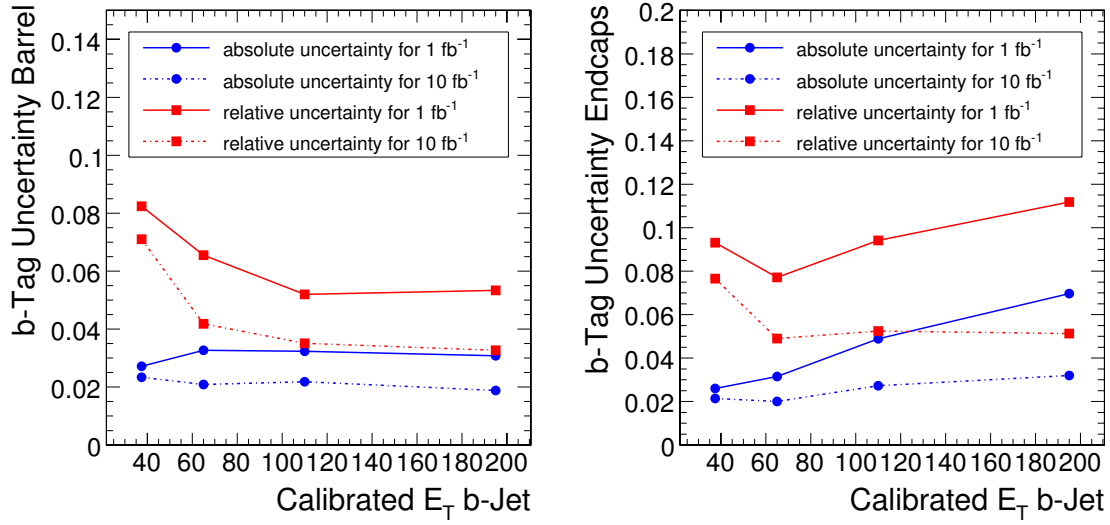 b-Tag Uncertainty Barrel
0.14
0.12
0.1
0.08
0.06
0.04
0.02
0
absolute uncertainty for 1 fb⁻¹
absolute uncertainty for 10 fb⁻¹
relative uncertainty for 1 fb⁻¹
relative uncertainty for 10 fb⁻¹
40 60 80 100 120 140 160 180 200
Calibrated E_T b-Jet
b-Tag Uncertainty Endcaps
0.2
0.18
0.16
0.14
0.12
0.1
0.08
0.06
0.04
0.02
0
absolute uncertainty for 1 fb⁻¹
absolute uncertainty for 10 fb⁻¹
relative uncertainty for 1 fb⁻¹
relative uncertainty for 10 fb⁻¹
40 60 80 100 120 140 160 180 200
Calibrated E_T b-Jet